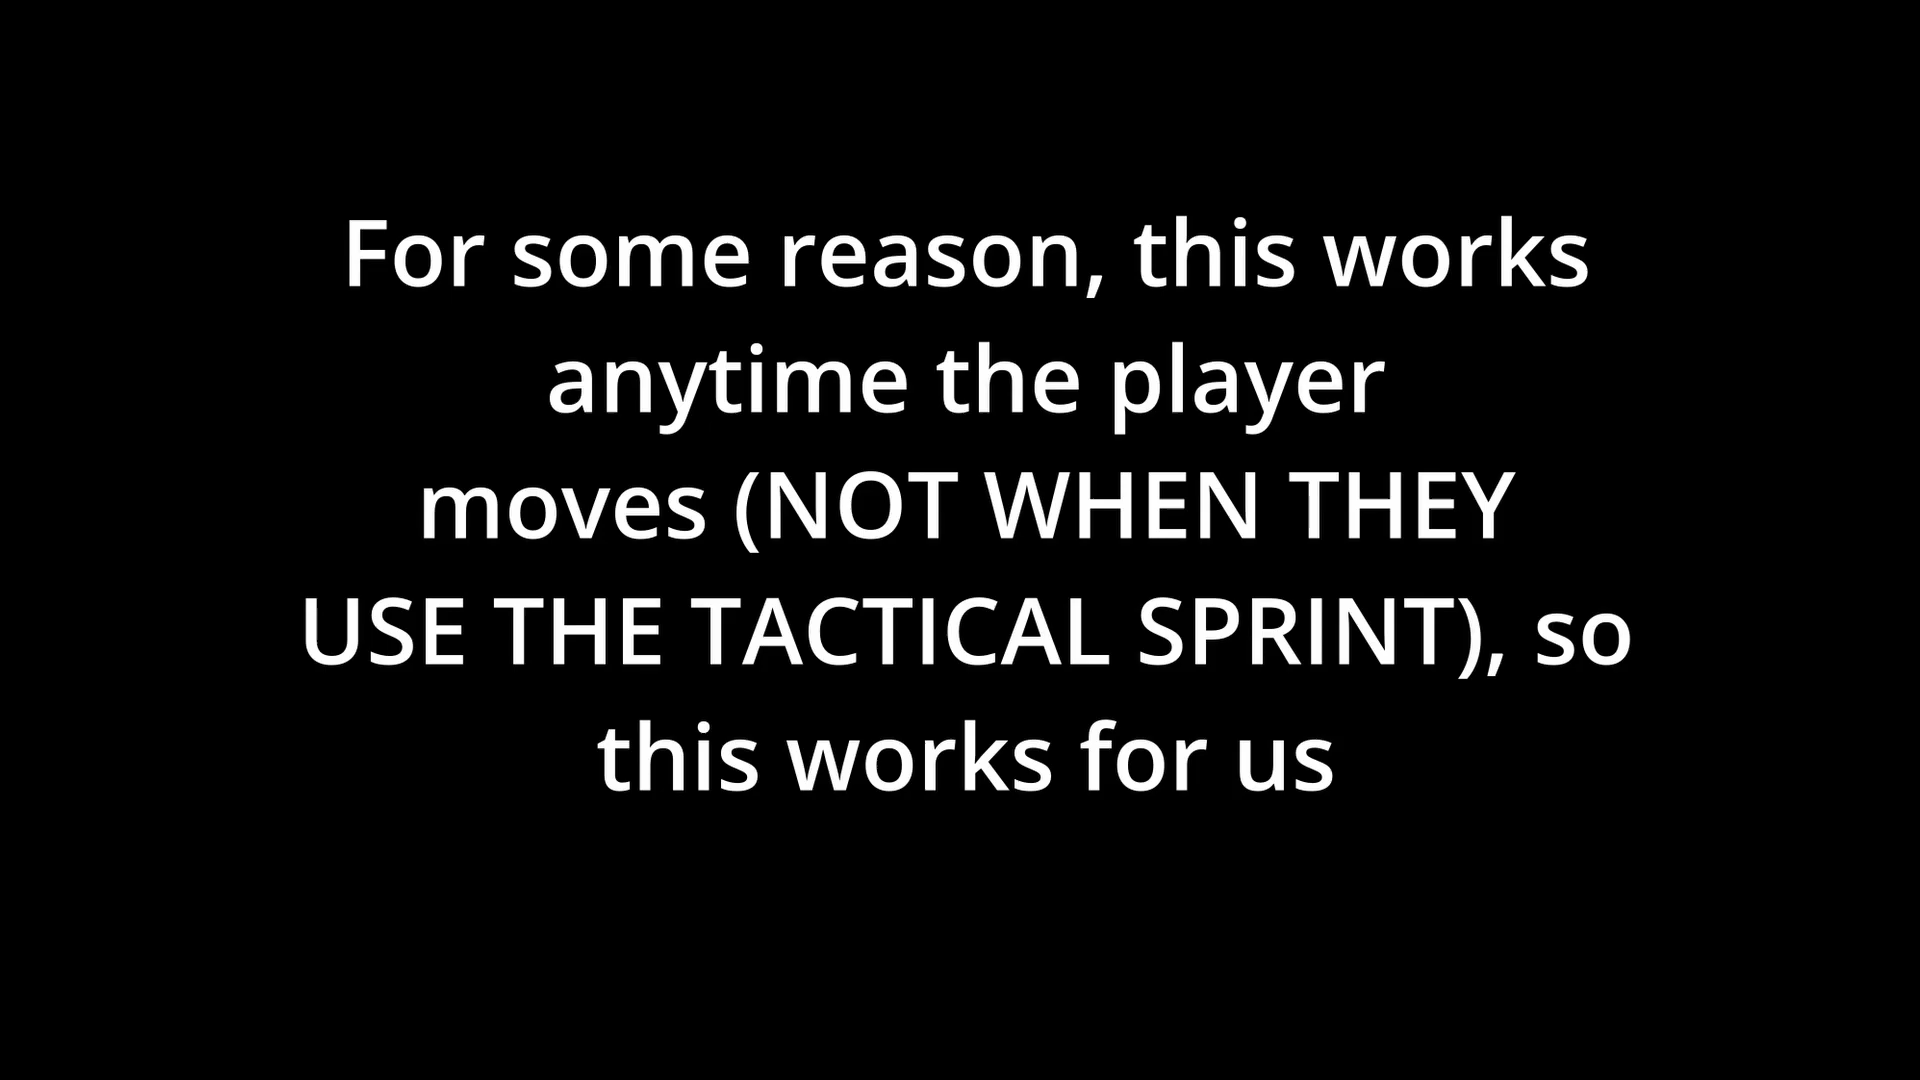 For some reason, this works
anytime the player
moves (NOT WHEN THEY
USE THE TACTICAL SPRINT), so
this works for us